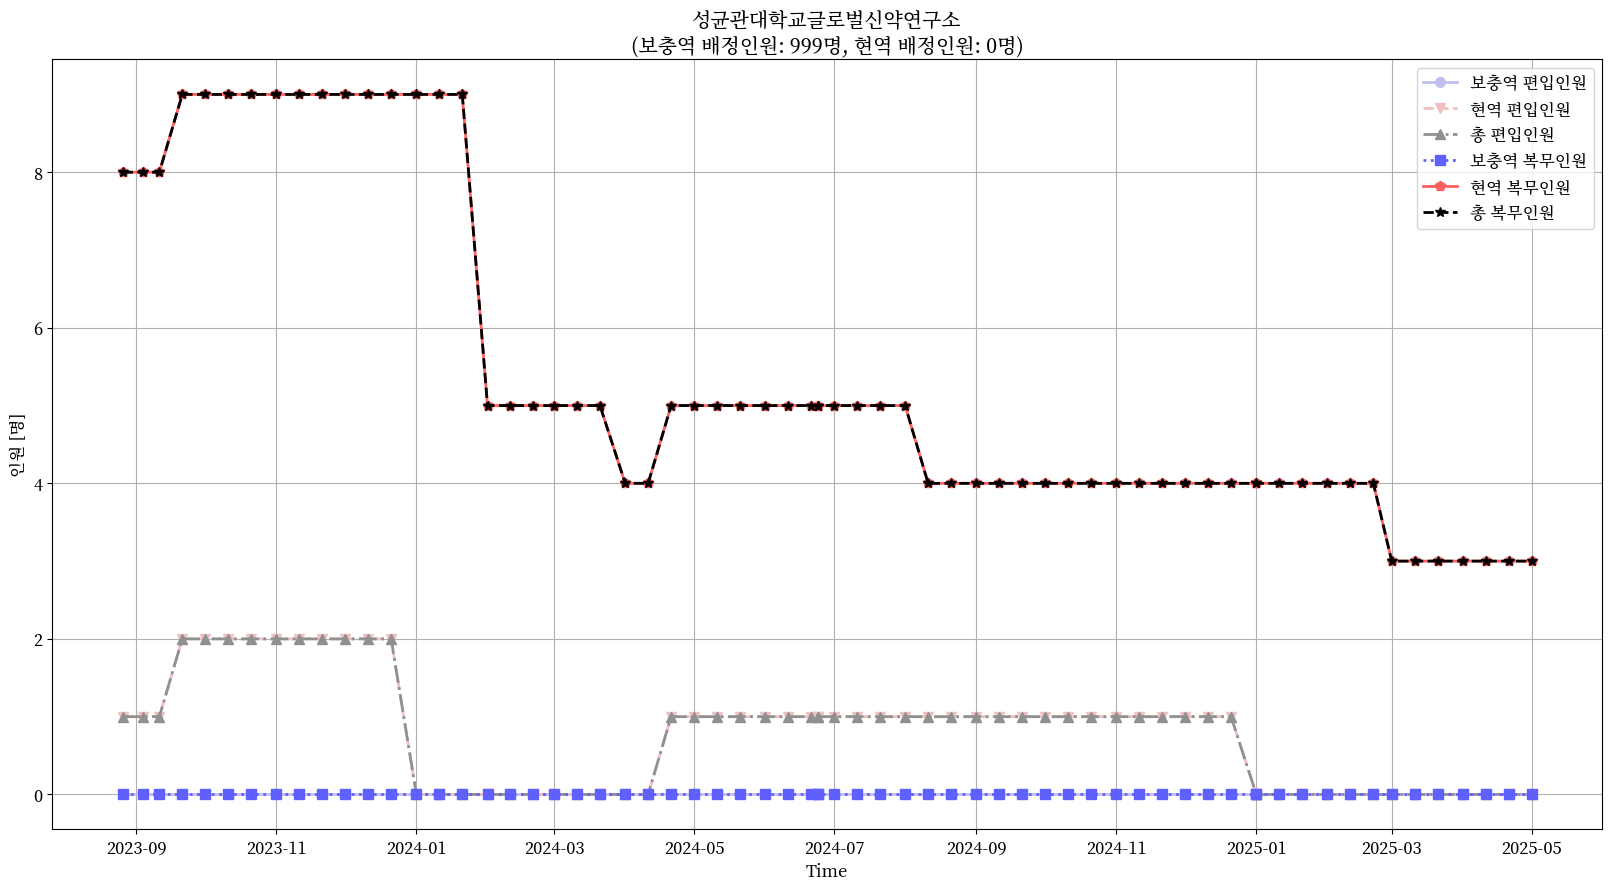 성균관대학교글로벌신약연구소
(보충역 배정인원: 999명, 현역 배정인원: 0명)
보충역 편입인원
현역 편입인원
총 편입인원
보충역 복무인원
현역 복무인원
총 복무인원
인원 [명]
8
6
4
2
0
2023-09 2023-11 2024-01 2024-03 2024-05 2024-07 2024-09 2024-11 2025-01 2025-03 2025-05
Time